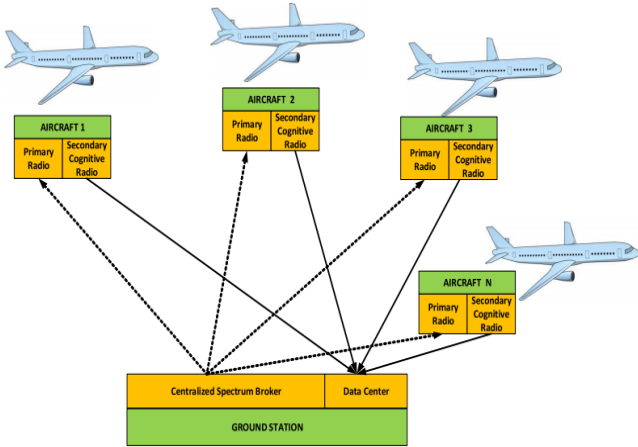 AIRCRAFT 1
Primary
Radio
Secondary
Cognitive
Radio
AIRCRAFT 2
Primary
Radio
Secondary
Cognitive
Radio
AIRCRAFT 3
Primary
Radio
Secondary
Cognitive
Radio
AIRCRAFT N
Primary
Radio
Secondary
Cognitive
Radio
Centralized Spectrum Broker
Data Center
GROUND STATION